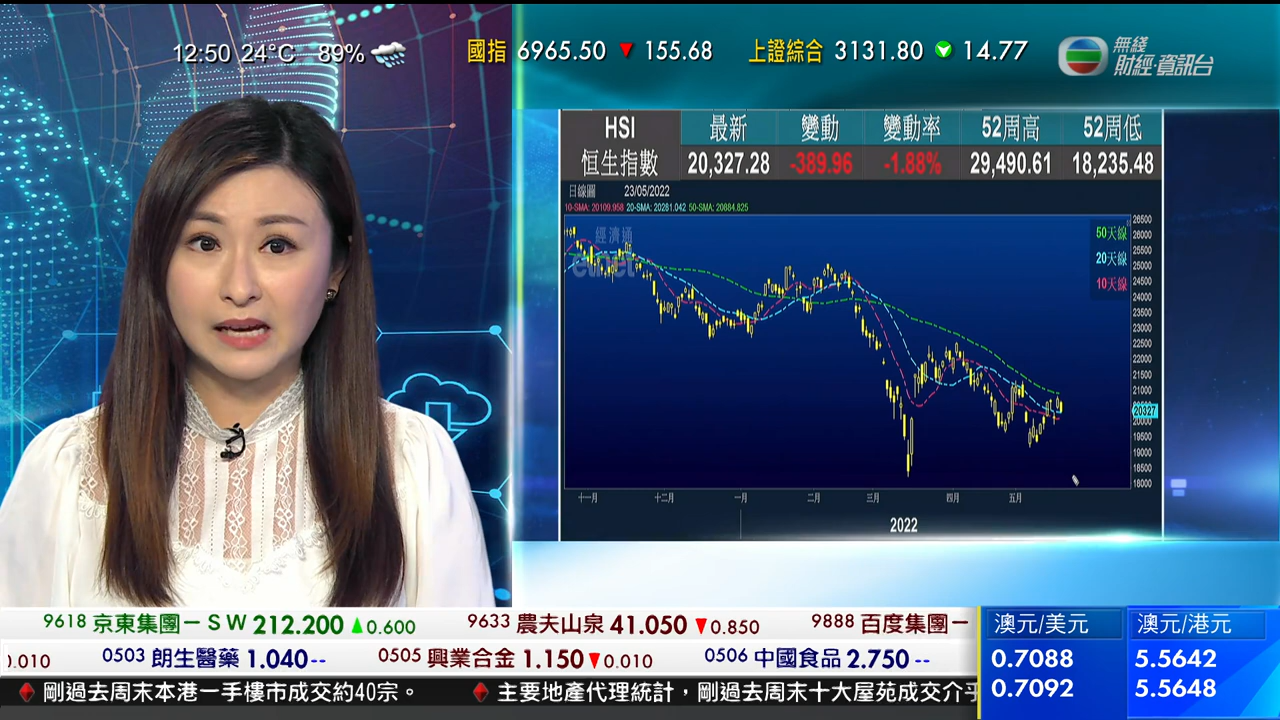 12:50 24°C 89% 國指 6965.50 ▼ 155.68 上證綜合 3131.80 14.77
無綫
財經·資訊台
HSI 最新 變動 變動率 52周高 52周低
恒生指數 20,327.28 -389.96 -1.88% 29,490.61 18,235.48
日線圖 23/05/2022
10-SMA: 20109.958 20-SMA: 20281.042 50-SMA: 20884.825
經濟通
etnet
50天線
20天線
10天線
26500
26000
25500
25000
24500
24000
23500
23000
22500
22000
21500
21000
20327
20000
19500
19000
18500
18000
十一月 十二月 一月 二月 三月 四月 五月
2022
9618 京東集團－ＳＷ 212.200 ▲0.600 9633 農夫山泉 41.050 ▼0.850 9888 百度集團－
0.010 0503 朗生醫藥 1.040-- 0505 興業合金 1.150▼0.010 0506 中國食品 2.750--
剛過去周末本港一手樓市成交約40宗。 主要地產代理統計，剛過去周末十大屋苑成交介乎
澳元/美元 澳元/港元
0.7088 5.5642
0.7092 5.5648